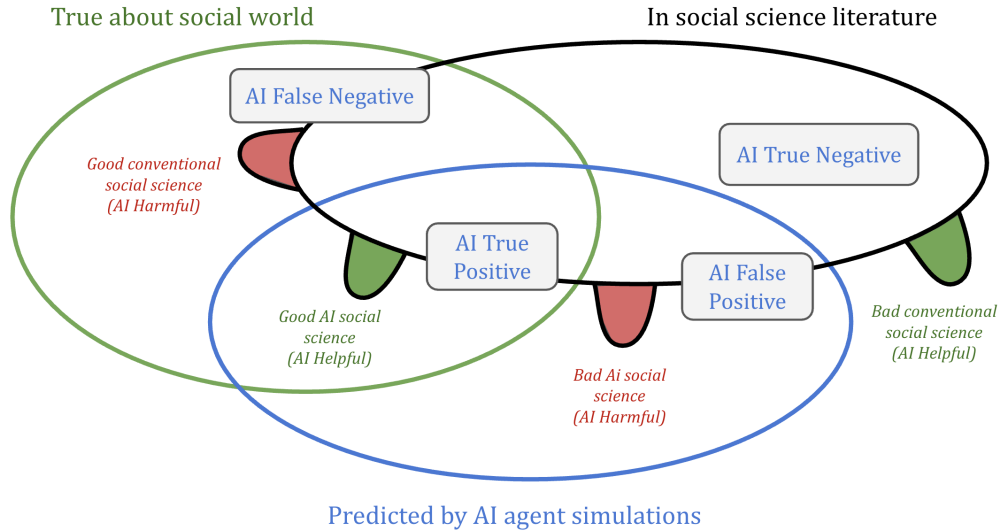 True about social world
In social science literature
AI False Negative
AI True Negative
Good conventional
social science
(AI Harmful)
AI True
Positive
AI False
Positive
Good AI social
science
(AI Helpful)
Bad conventional
social science
(AI Helpful)
Bad Ai social
science
(AI Harmful)
Predicted by AI agent simulations